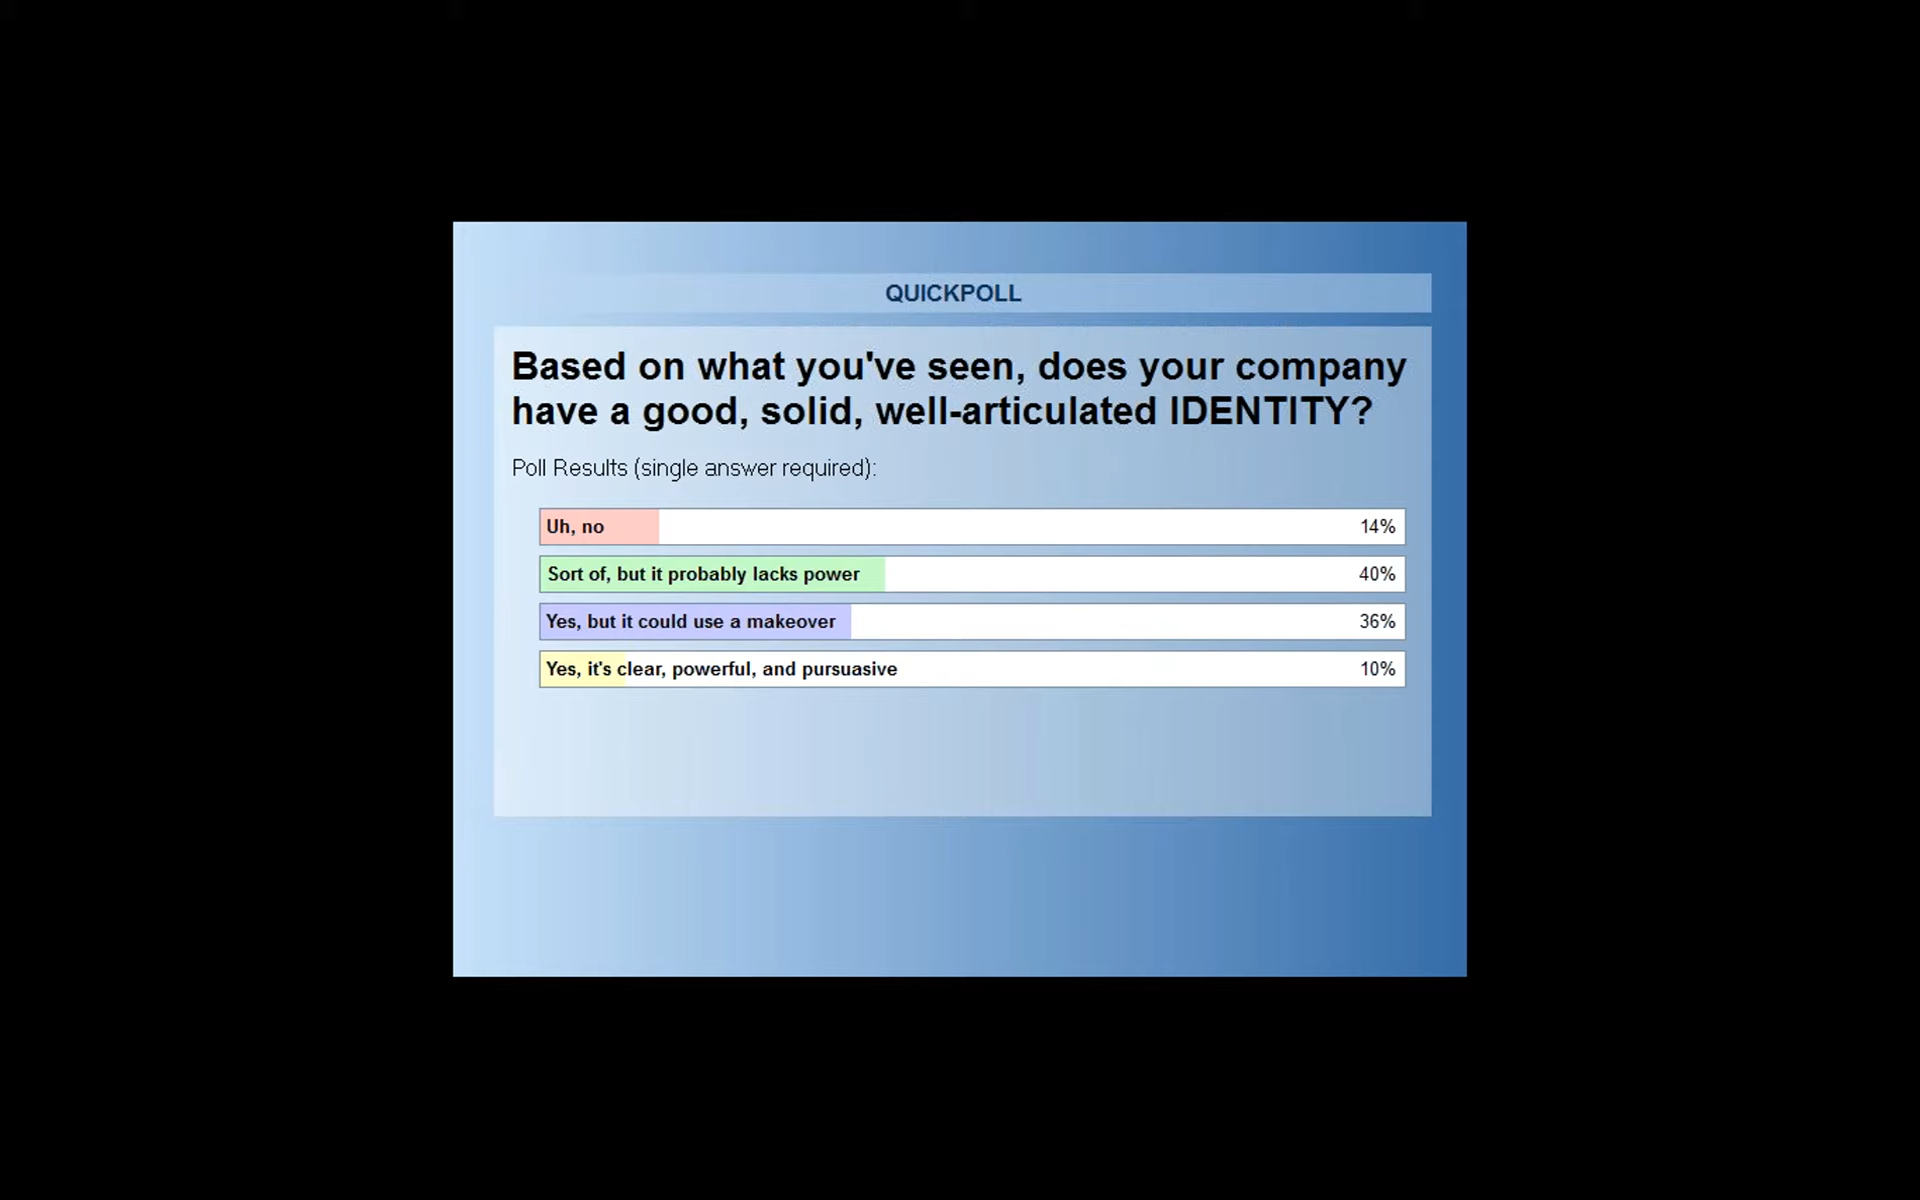 QUICKPOLL
Based on what you've seen, does your company
have a good, solid, well-articulated IDENTITY?
Poll Results (single answer required):
Uh, no 14%
Sort of, but it probably lacks power 40%
Yes, but it could use a makeover 36%
Yes, it's clear, powerful, and pursuasive 10%